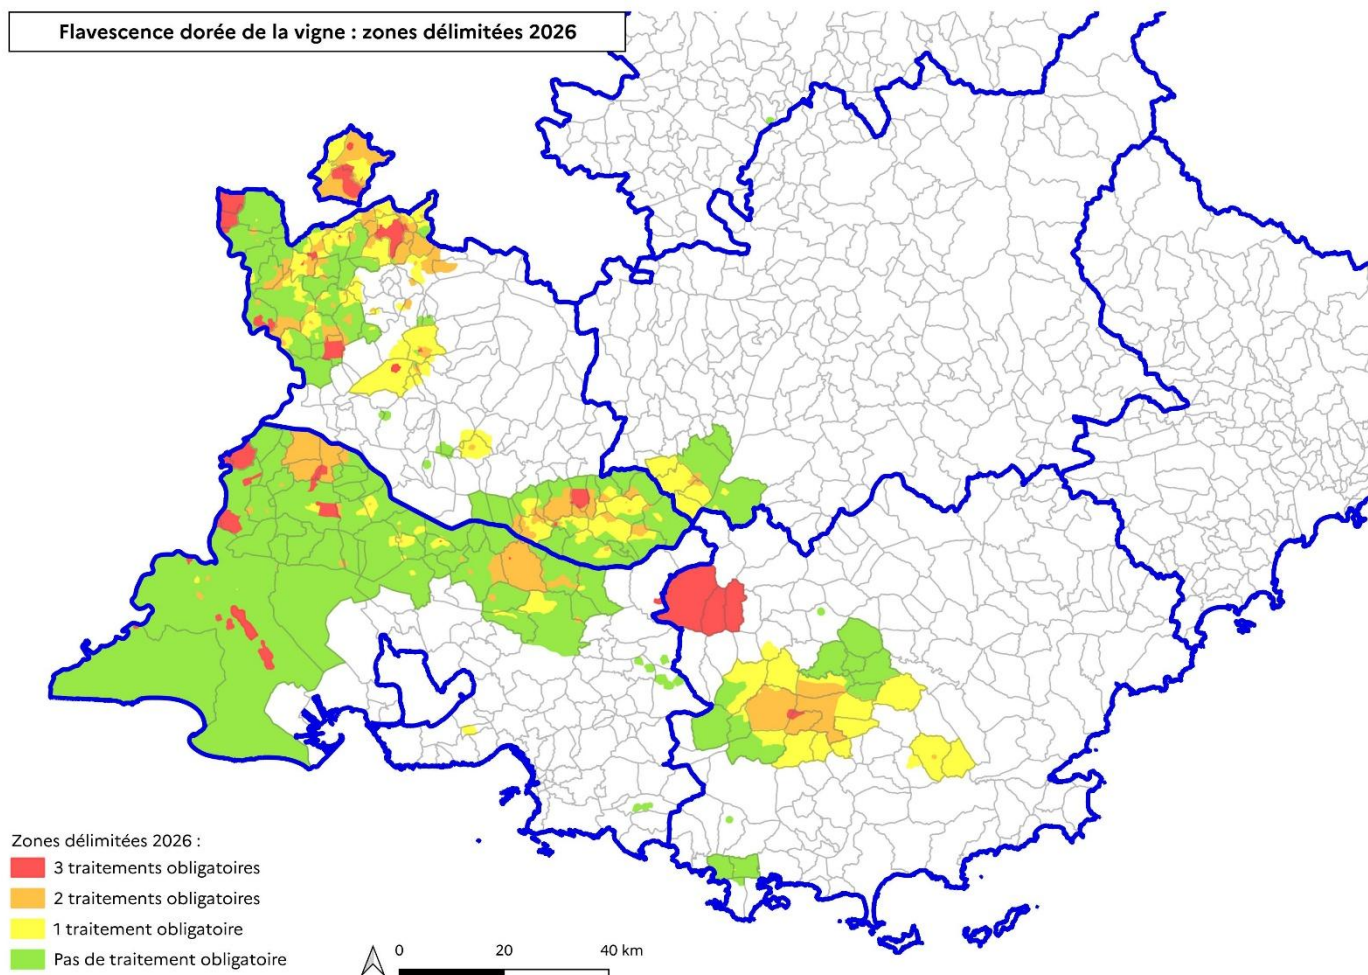 Flavescence dorée de la vigne : zones délimitées 2026
Zones délimitées 2026 :
3 traitements obligatoires
2 traitements obligatoires
1 traitement obligatoire
Pas de traitement obligatoire
0 20 40 km